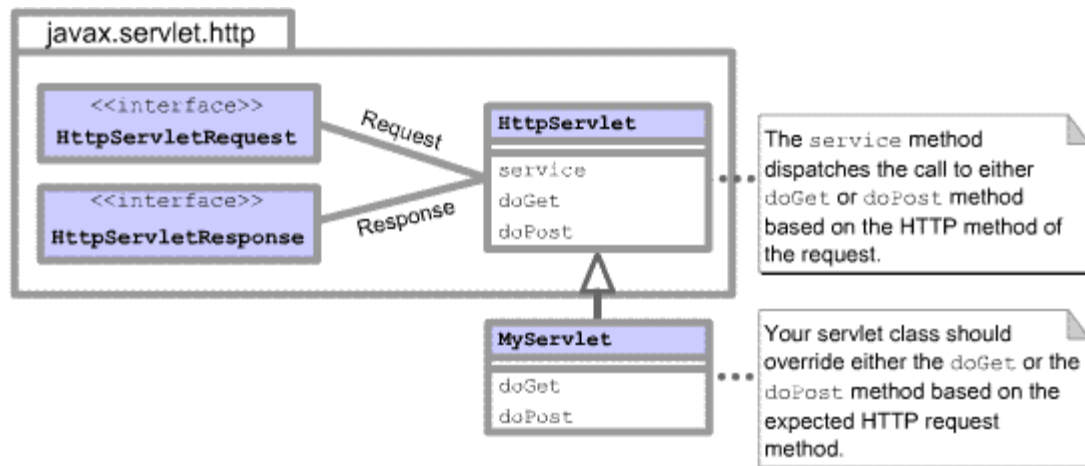 javax.servlet.http
<<interface>>
HttpServletRequest
<<interface>>
HttpServletResponse
Request
Response
HttpServlet
service
doGet
doPost
The service method
dispatches the call to either
doGet or doPost method
based on the HTTP method of
the request.
MyServlet
doGet
doPost
Your servlet class should
override either the doGet or the
doPost method based on the
expected HTTP request
method.